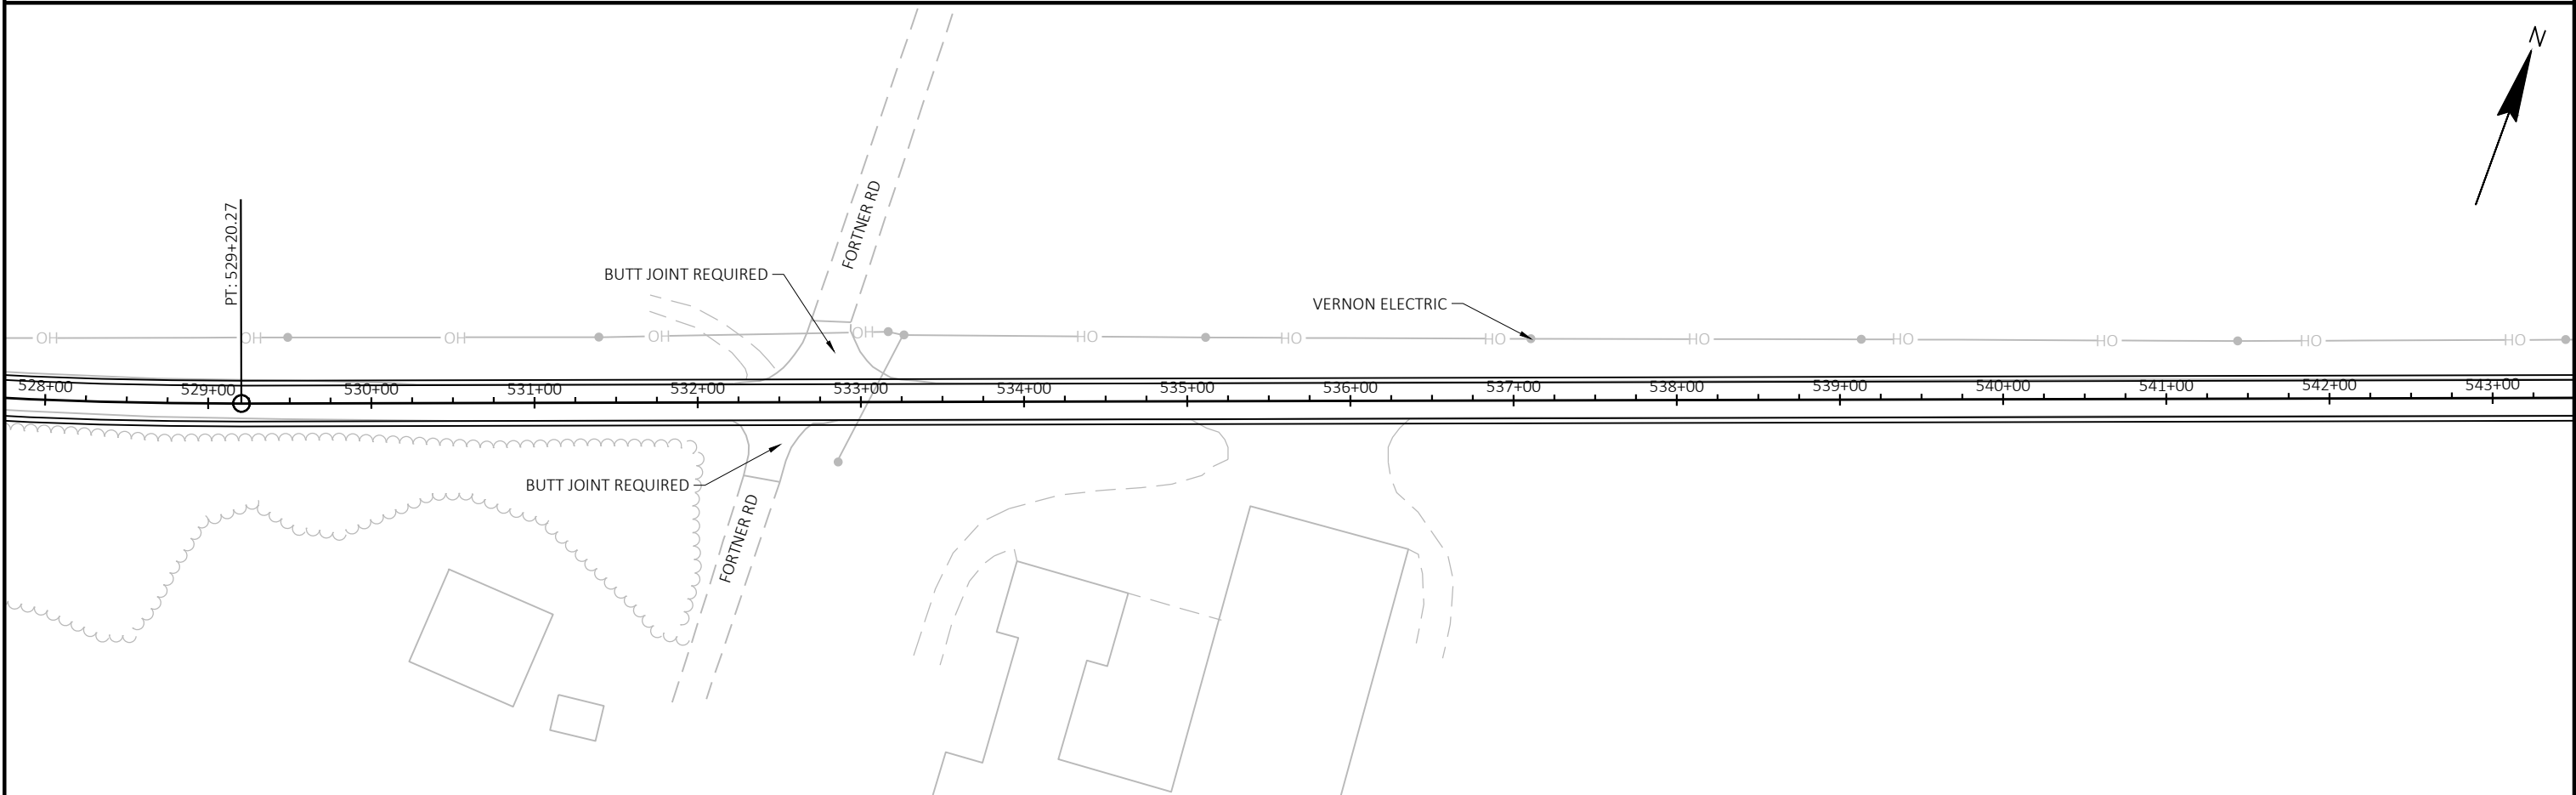 N
PT: 529+20.27
FORTNER RD
BUTT JOINT REQUIRED
VERNON ELECTRIC
OH OH OH OH OH HO HO HO HO HO HO HO HO
528+00 529+00 530+00 531+00 532+00 533+00 534+00 535+00 536+00 537+00 538+00 539+00 540+00 541+00 542+00 543+00
BUTT JOINT REQUIRED
FORTNER RD